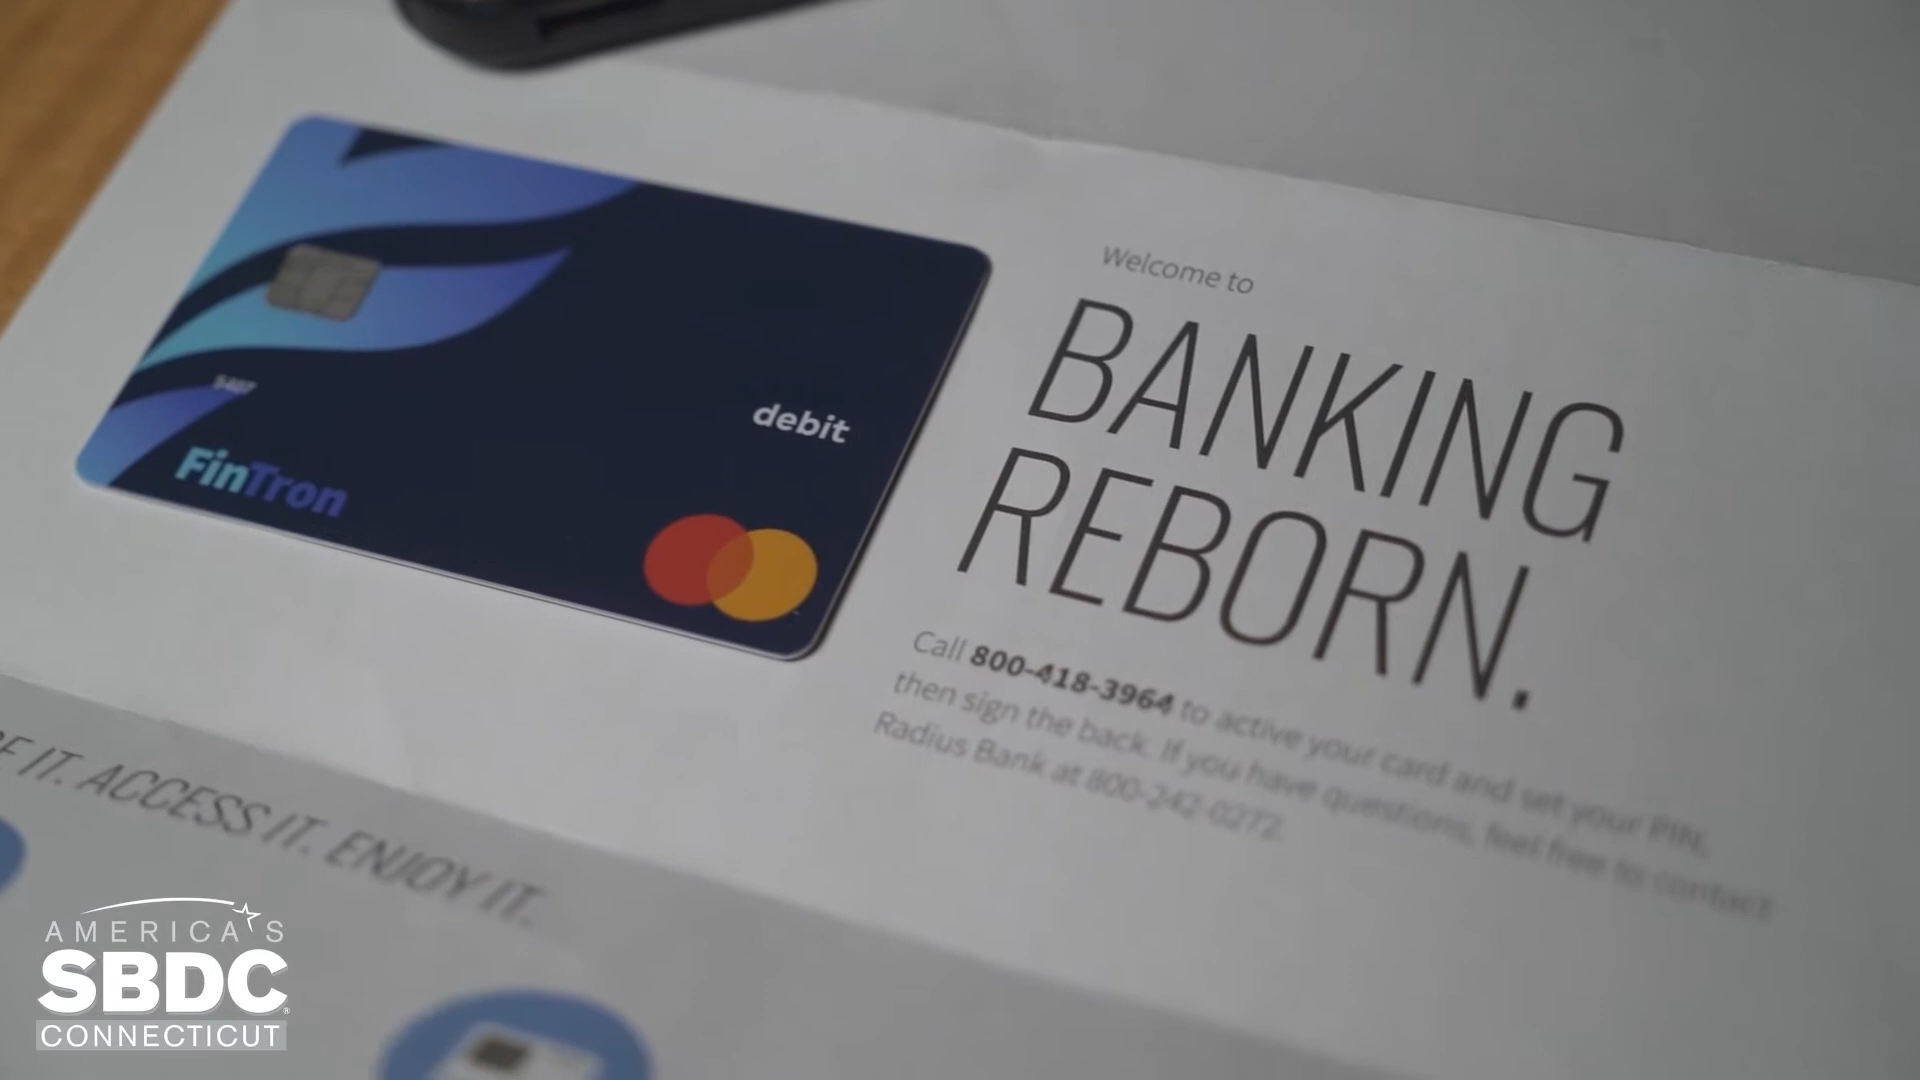 5407
debit
FinTron
Welcome to
BANKING
REBORN.
Call 800-418-3964 to active your card and set your PIN,
then sign the back. If you have questions, feel free to contact
Radius Bank at 800-242-0272.
IT. ACCESS IT. ENJOY IT.
AMERICA'S
SBDC
CONNECTICUT